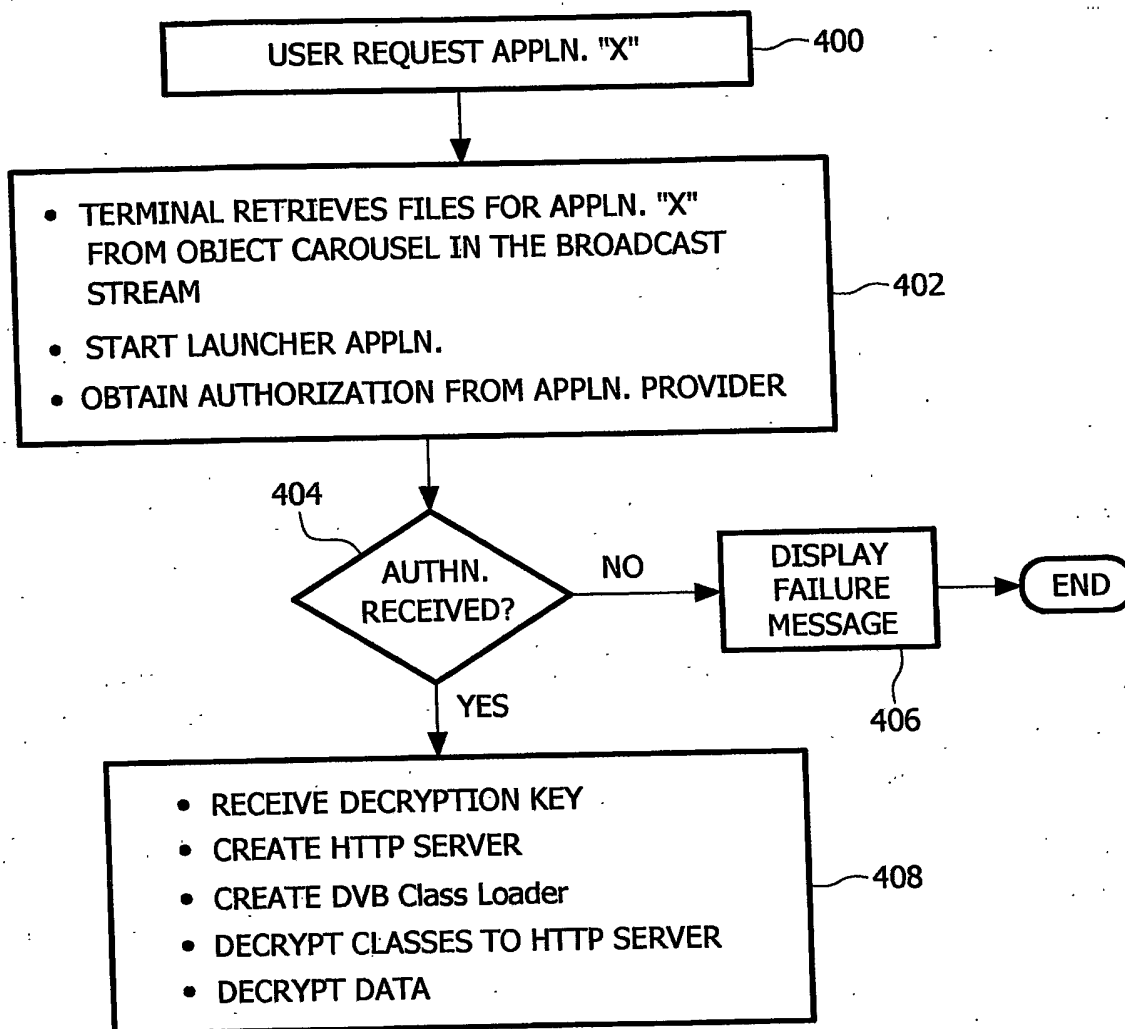 USER REQUEST APPLN. "X"
400
• TERMINAL RETRIEVES FILES FOR APPLN. "X"
FROM OBJECT CAROUSEL IN THE BROADCAST
STREAM
• START LAUNCHER APPLN.
• OBTAIN AUTHORIZATION FROM APPLN. PROVIDER
402
404
AUTHN.
RECEIVED?
NO
DISPLAY
FAILURE
MESSAGE
406
END
YES
• RECEIVE DECRYPTION KEY
• CREATE HTTP SERVER
• CREATE DVB Class Loader
• DECRYPT CLASSES TO HTTP SERVER
• DECRYPT DATA
408